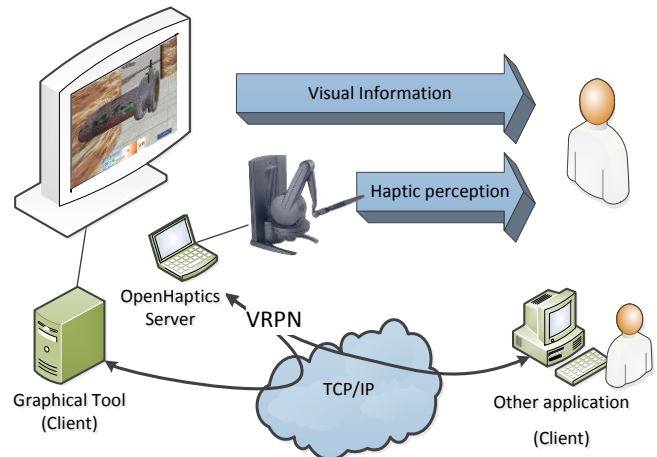 Visual Information
Haptic perception
OpenHaptics
Server
VRPN
TCP/IP
Graphical Tool
(Client)
Other application
(Client)